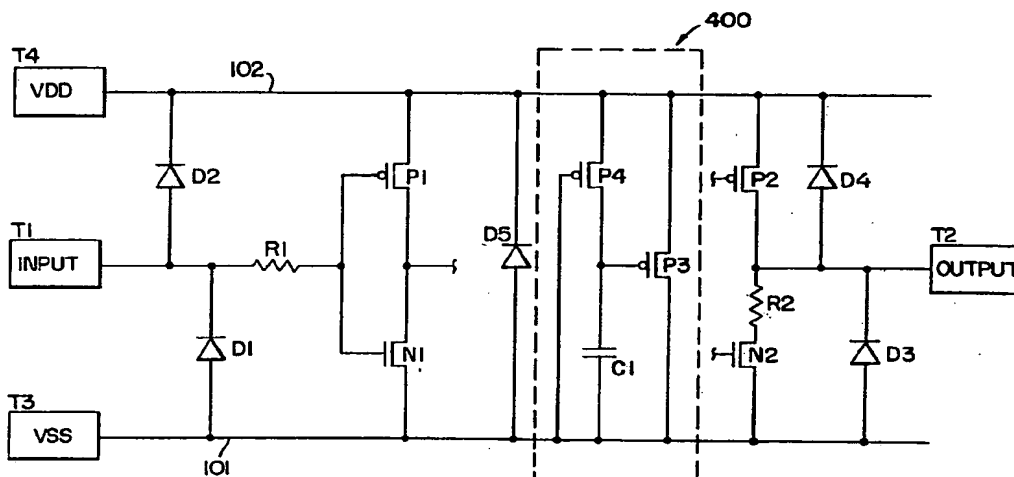 400
T4
VDD
102
D2
P1
P4
P2
D4
T1
INPUT
R1
D5
P3
T2
OUTPUT
R2
D1
N1
C1
N2
D3
T3
VSS
101